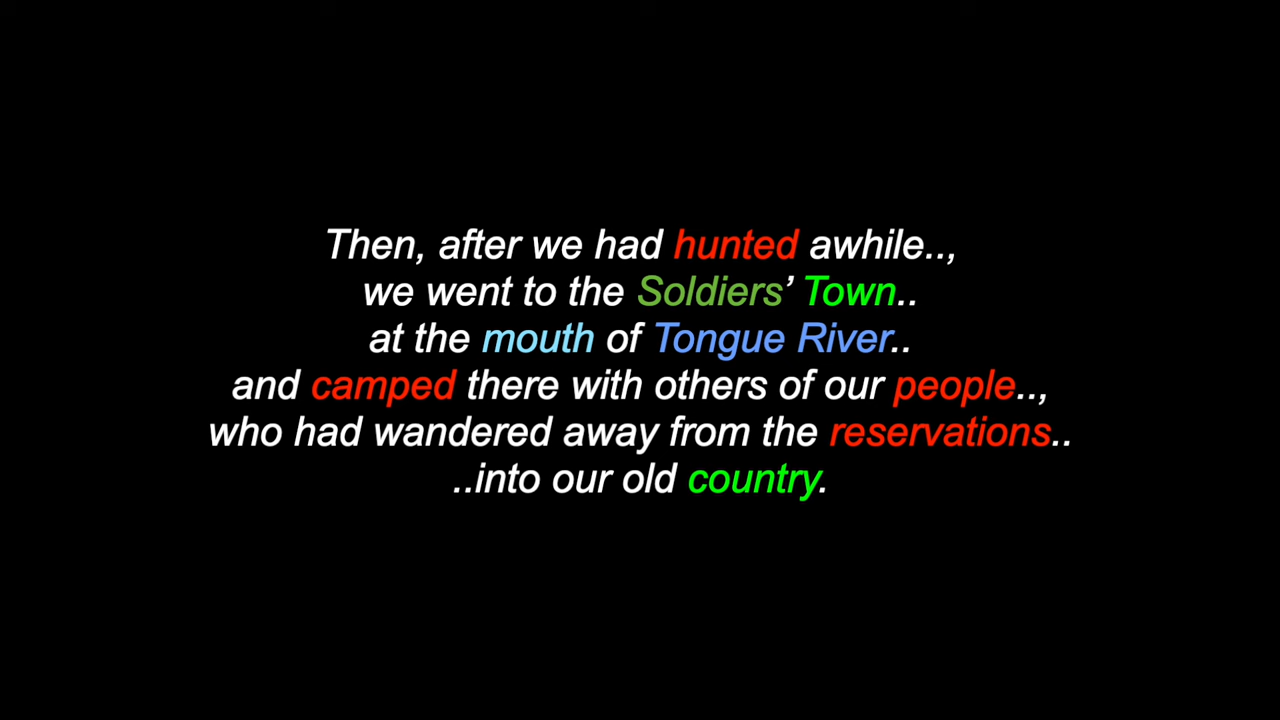 Then, after we had hunted awhile..,
we went to the Soldiers’ Town..
at the mouth of Tongue River..
and camped there with others of our people..,
who had wandered away from the reservations..
..into our old country.